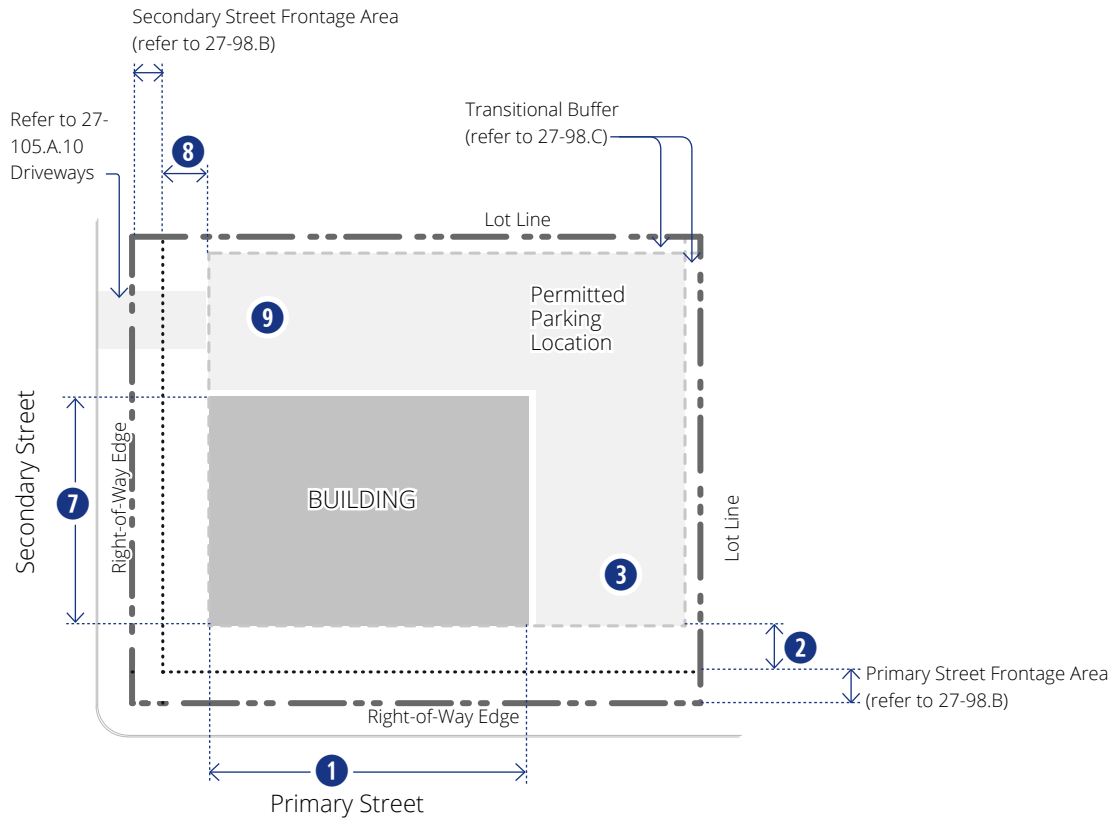 Secondary Street Frontage Area
(refer to 27-98.B)
Refer to 27-
105.A.10
Driveways
8
Transitional Buffer
(refer to 27-98.C)
Lot Line
Permitted
Parking
Location
9
Secondary Street
7
Right-of-Way Edge
BUILDING
Lot Line
3
2
Primary Street Frontage Area
(refer to 27-98.B)
Right-of-Way Edge
1
Primary Street